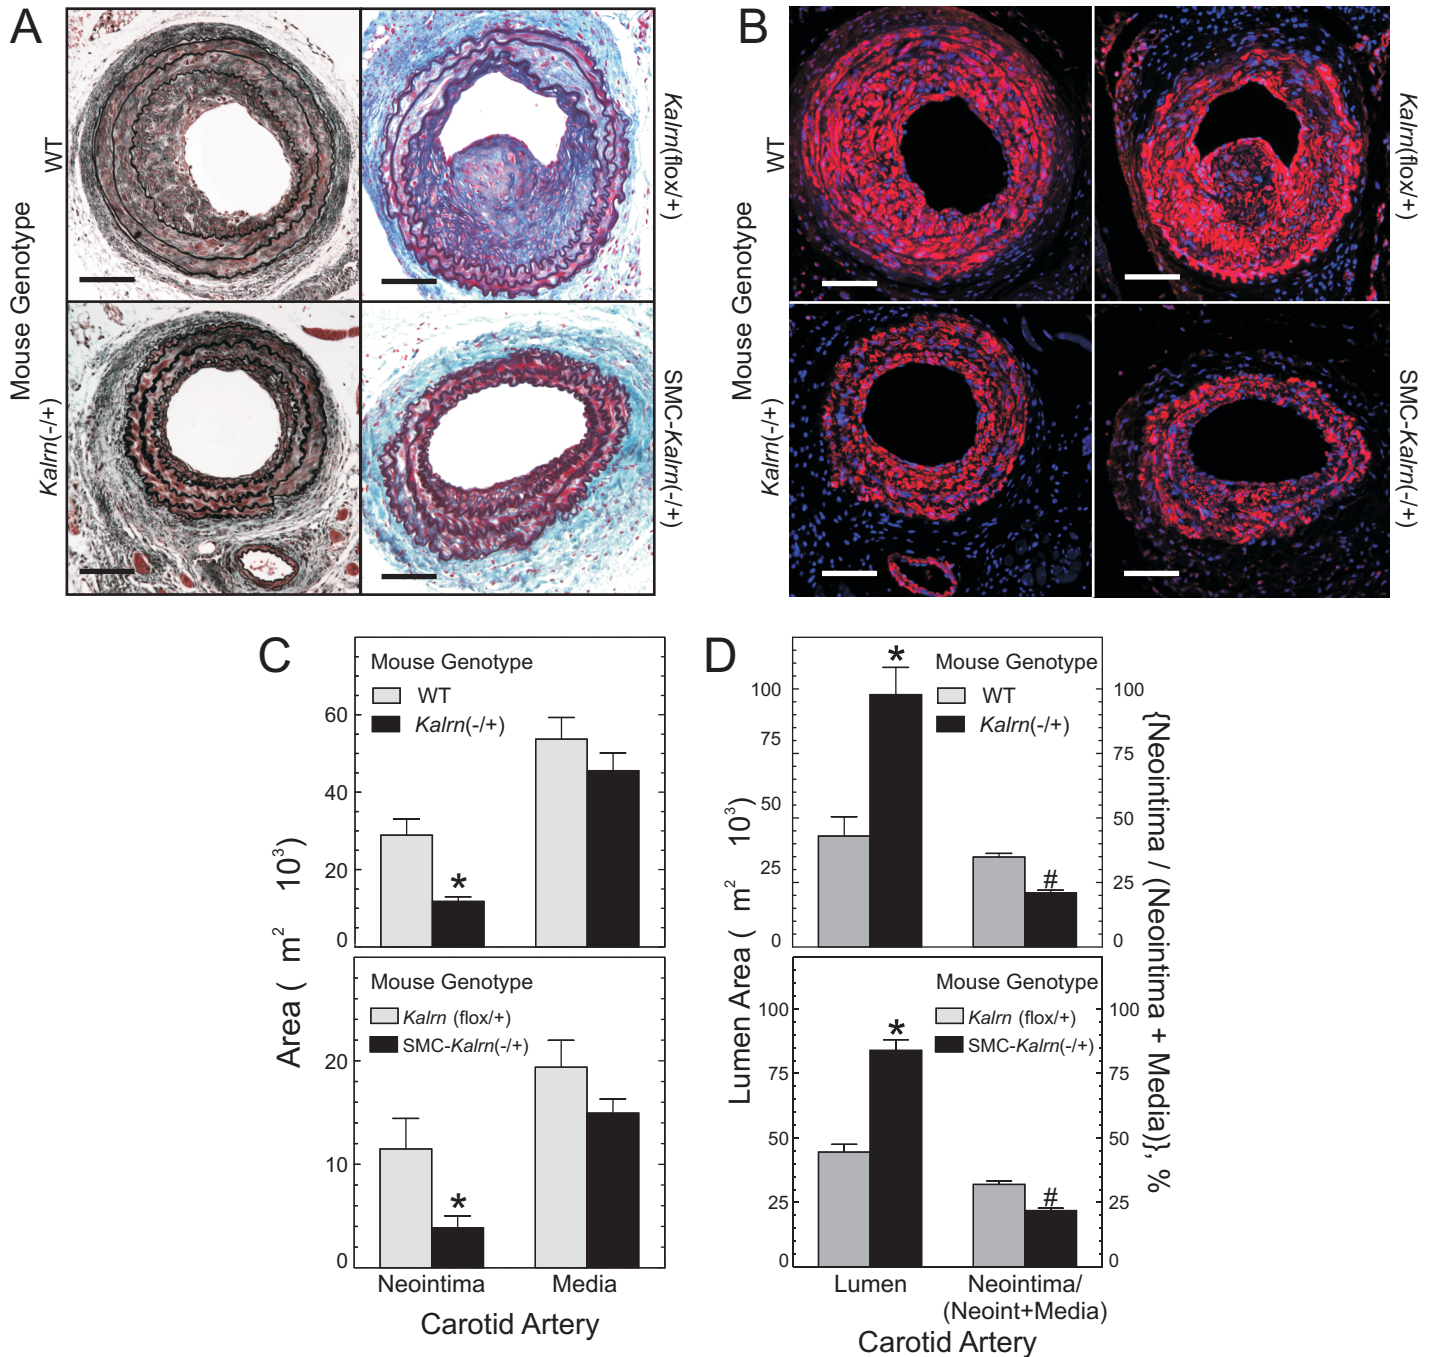 A
B
WT
Kalrn(flox/+)
Mouse Genotype
Kalrn(-/+)
SMC-Kalrn(-/+)
WT
Kalrn(flox/+)
Mouse Genotype
Kalrn(-/+)
SMC-Kalrn(-/+)
C
Mouse Genotype
WT
Kalrn(-/+)
60
40
20
0
*
Mouse Genotype
Kalrn (flox/+)
SMC-Kalrn(-/+)
20
10
0
*
Area ( m² 10³)
Neointima
Media
Carotid Artery
D
Mouse Genotype
WT
Kalrn(-/+)
100
75
50
25
0
*
#
100
75
50
25
0
Mouse Genotype
Kalrn (flox/+)
SMC-Kalrn(-/+)
100
75
50
25
0
*
#
100
75
50
25
0
Lumen Area ( m² 10³)
{Neointima / (Neointima + Media)}, %
Lumen
Neointima/
(Neoint+Media)
Carotid Artery